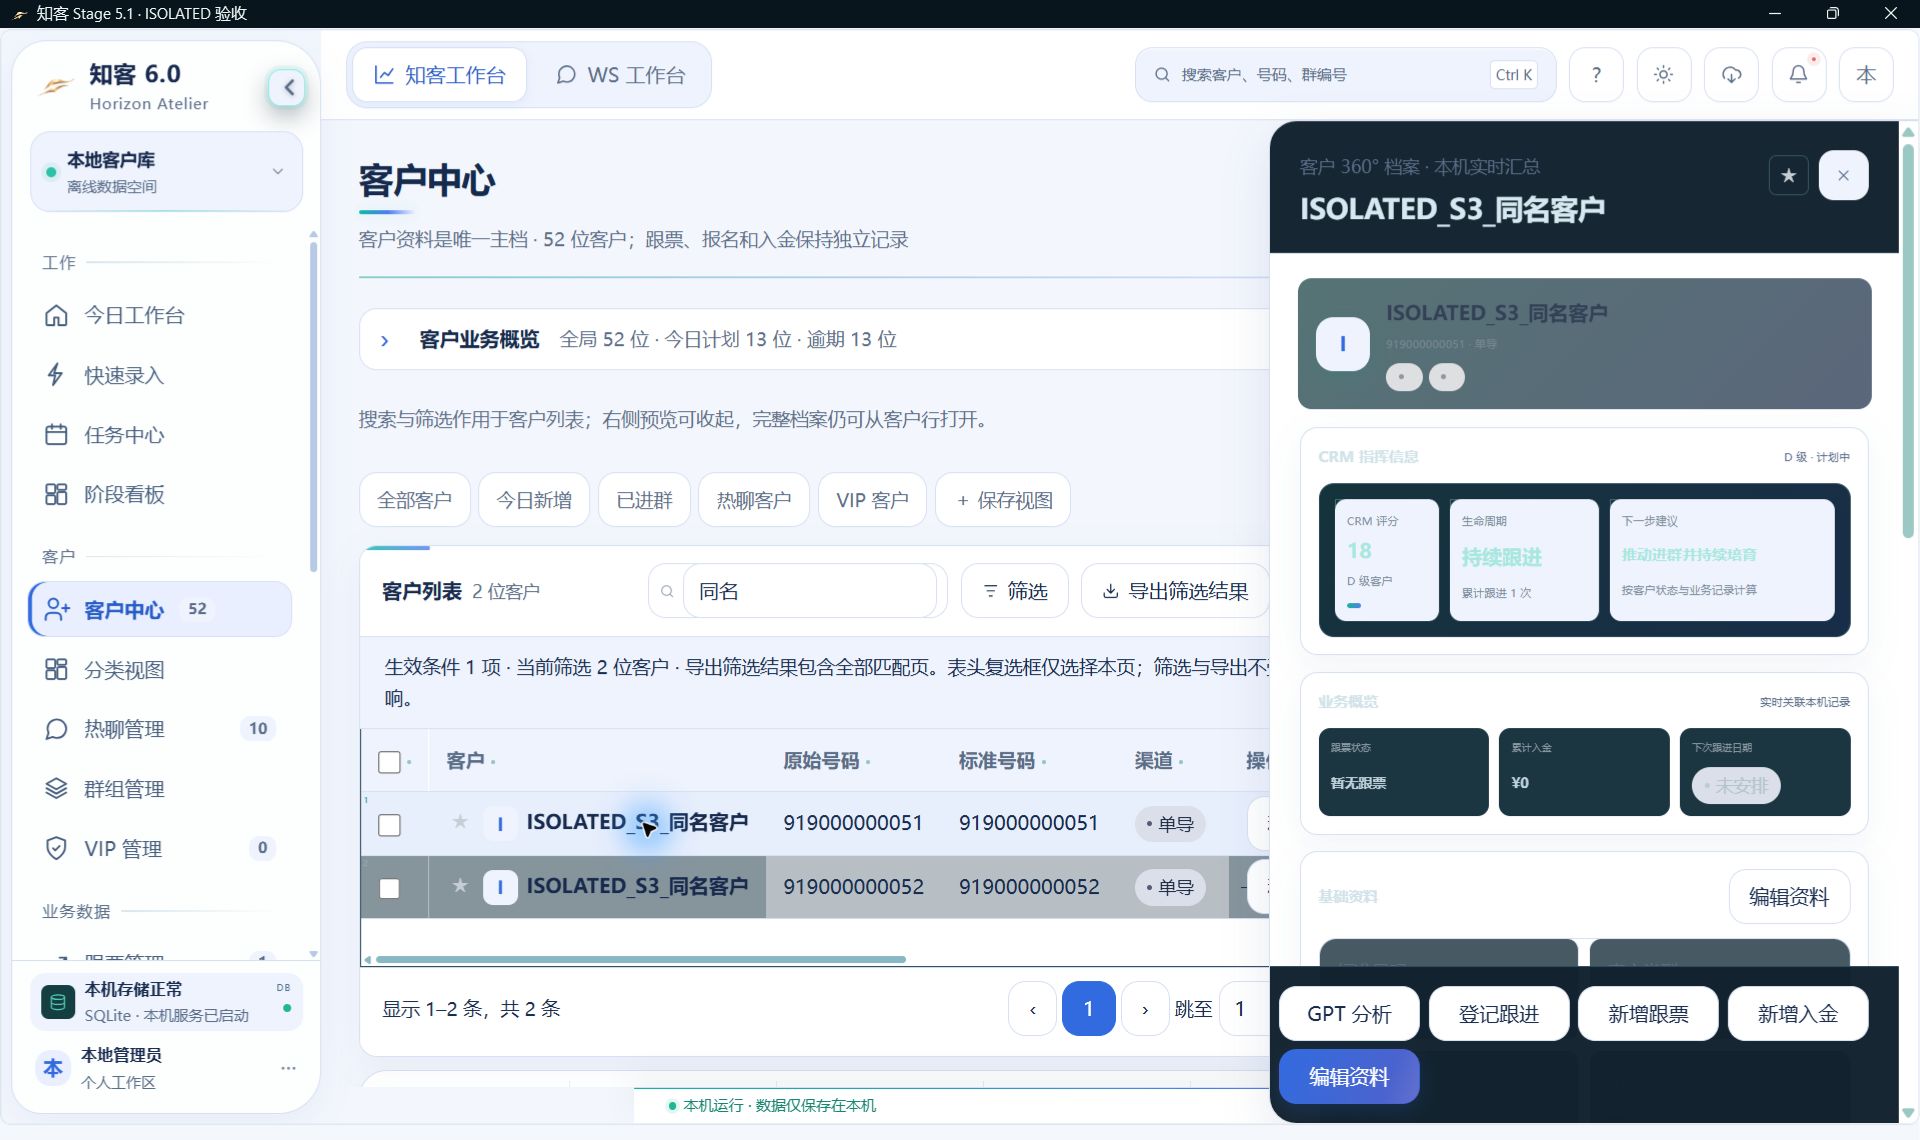 知客 Stage 5.1 · ISOLATED 验收
知客 6.0
Horizon Atelier
本地客户库
离线数据空间
工作
今日工作台
快速录入
任务中心
阶段看板
客户
客户中心 52
分类视图
热聊管理 10
群组管理
VIP 管理 0
业务数据
本机存储正常 DB
SQLite · 本机服务已启动
本 本地管理员
个人工作区
知客工作台 WS 工作台
搜索客户、号码、群编号 Ctrl K ? 本
客户中心
客户资料是唯一主档 · 52 位客户；跟票、报名和入金保持独立记录
客户业务概览 全局 52 位 · 今日计划 13 位 · 逾期 13 位
搜索与筛选作用于客户列表；右侧预览可收起，完整档案仍可从客户行打开。
全部客户 今日新增 已进群 热聊客户 VIP 客户 + 保存视图
客户列表 2 位客户 同名 筛选 导出筛选结果
生效条件 1 项 · 当前筛选 2 位客户 · 导出筛选结果包含全部匹配页。表头复选框仅选择本页；筛选与导出不
响。
客户 原始号码 标准号码 渠道
1 I ISOLATED_S3_同名客户 919000000051 919000000051 单导
2 I ISOLATED_S3_同名客户 919000000052 919000000052 单导
显示 1–2 条，共 2 条 ‹ 1 › 跳至 1
本机运行 · 数据仅保存在本机
客户 360° 档案 · 本机实时汇总
ISOLATED_S3_同名客户
I ISOLATED_S3_同名客户
919000000051 · 单导
CRM 指挥信息 D 级 · 计划中
CRM 评分 生命周期 下一步建议
18 持续跟进 推动进群并持续培育
D 级客户 累计跟进 1 次 按客户状态与业务记录计算
业务概览 实时关联本机记录
跟票状态 累计入金 下次跟进日期
暂无跟票 ¥0 未安排
基础资料 编辑资料
GPT 分析 登记跟进 新增跟票 新增入金
编辑资料